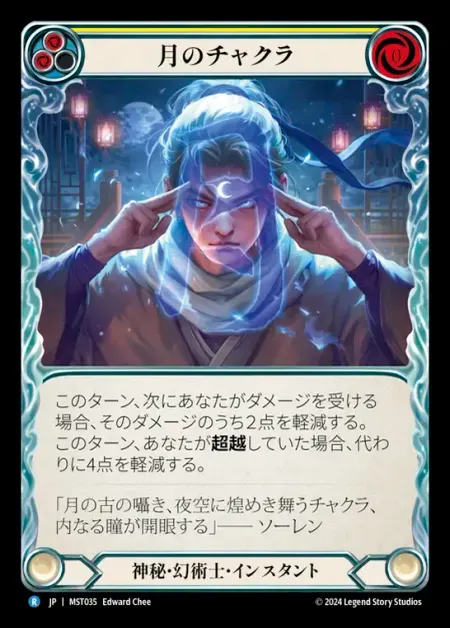 月のチャクラ
0
このターン、次にあなたがダメージを受ける
場合、そのダメージのうち2点を軽減する。
このターン、あなたが超越していた場合、代わ
りに4点を軽減する。
「月の古の囁き、夜空に煌めき舞うチャクラ、
内なる瞳が開眼する」―― ソーレン
神秘・幻術士・インスタント
R JP | MST035 Edward Chee
© 2024 Legend Story Studios